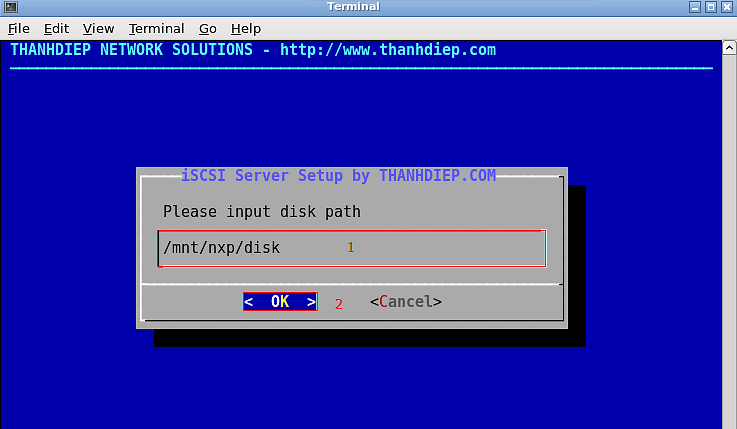 Terminal
File Edit View Terminal Go Help
THANHDIEP NETWORK SOLUTIONS - http://www.thanhdiep.com
iSCSI Server Setup by THANHDIEP.COM
Please input disk path
/mnt/nxp/disk 1
< OK > 2 <Cancel>